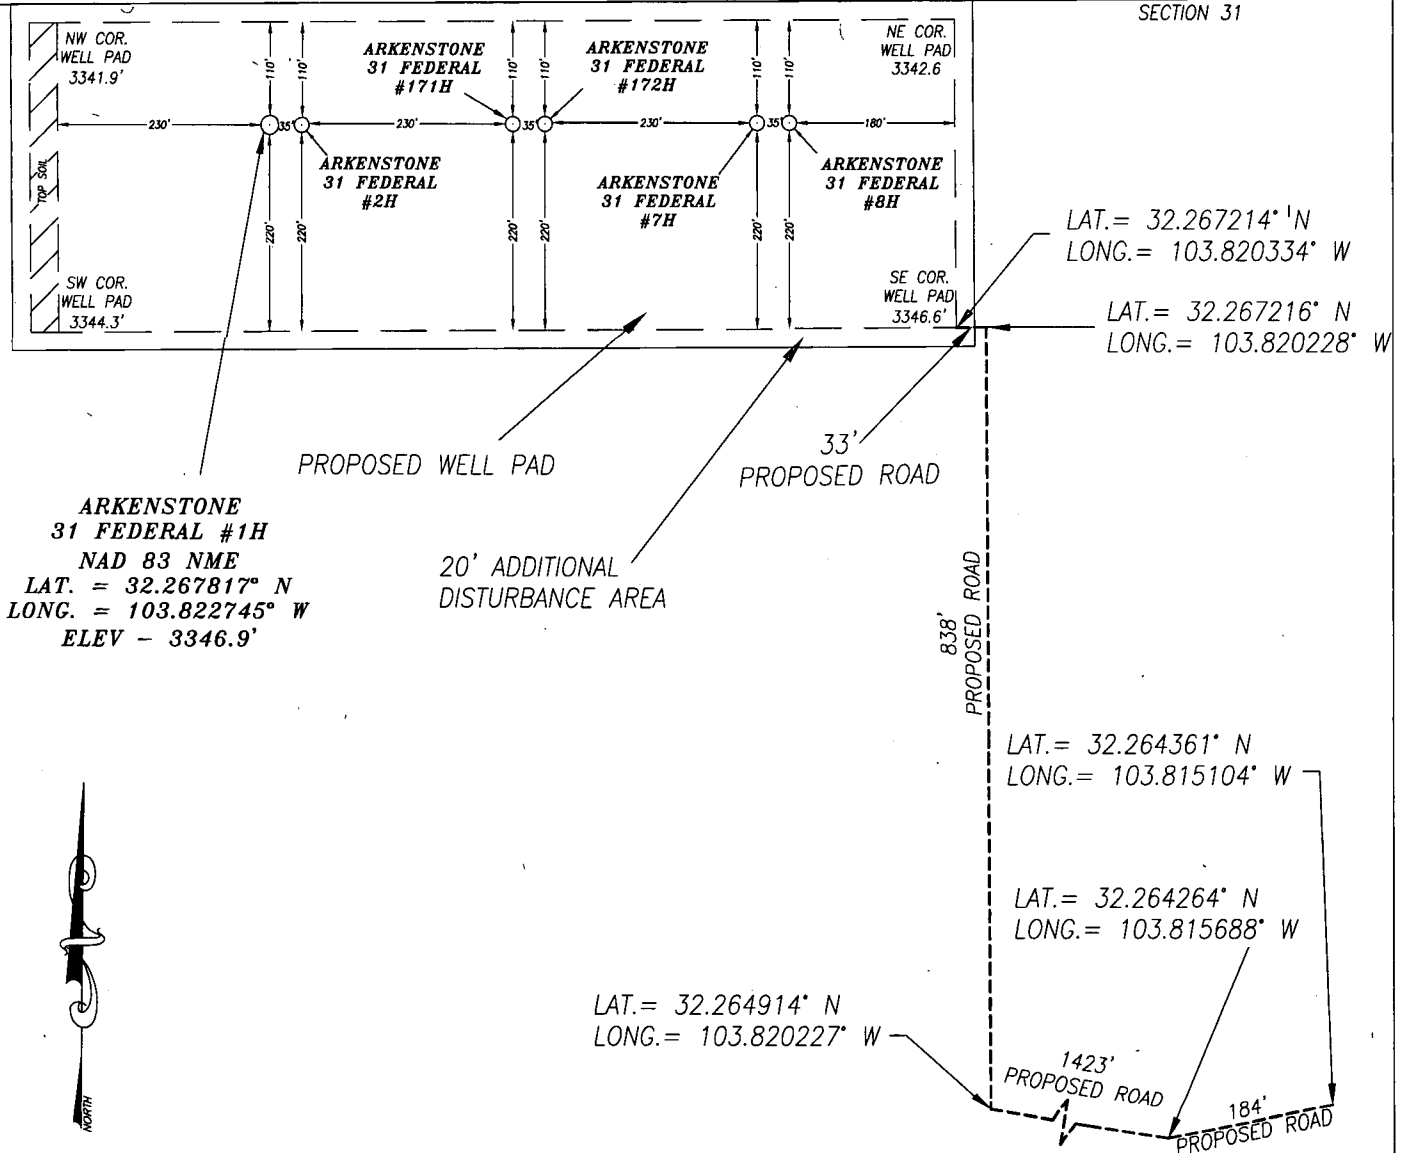 SECTION 31
NW COR.
WELL PAD
3341.9'
ARKENSTONE
31 FEDERAL
#171H
ARKENSTONE
31 FEDERAL
#172H
NE COR.
WELL PAD
3342.6
110'
110'
110'
110'
110'
110'
230'
35'
230'
35'
230'
35'
180'
ARKENSTONE
31 FEDERAL
#2H
ARKENSTONE
31 FEDERAL
#7H
ARKENSTONE
31 FEDERAL
#8H
TOP SOIL
220'
220'
220'
220'
220'
220'
SW COR.
WELL PAD
3344.3'
SE COR.
WELL PAD
3346.6'
LAT.= 32.267214° N
LONG.= 103.820334° W
LAT.= 32.267216° N
LONG.= 103.820228° W
PROPOSED WELL PAD
33'
PROPOSED ROAD
ARKENSTONE
31 FEDERAL #1H
NAD 83 NME
LAT. = 32.267817° N
LONG. = 103.822745° W
ELEV - 3346.9'
20' ADDITIONAL
DISTURBANCE AREA
838'
PROPOSED ROAD
LAT.= 32.264361° N
LONG.= 103.815104° W
LAT.= 32.264264° N
LONG.= 103.815688° W
LAT.= 32.264914° N
LONG.= 103.820227° W
1423'
PROPOSED ROAD
184'
PROPOSED ROAD
NORTH